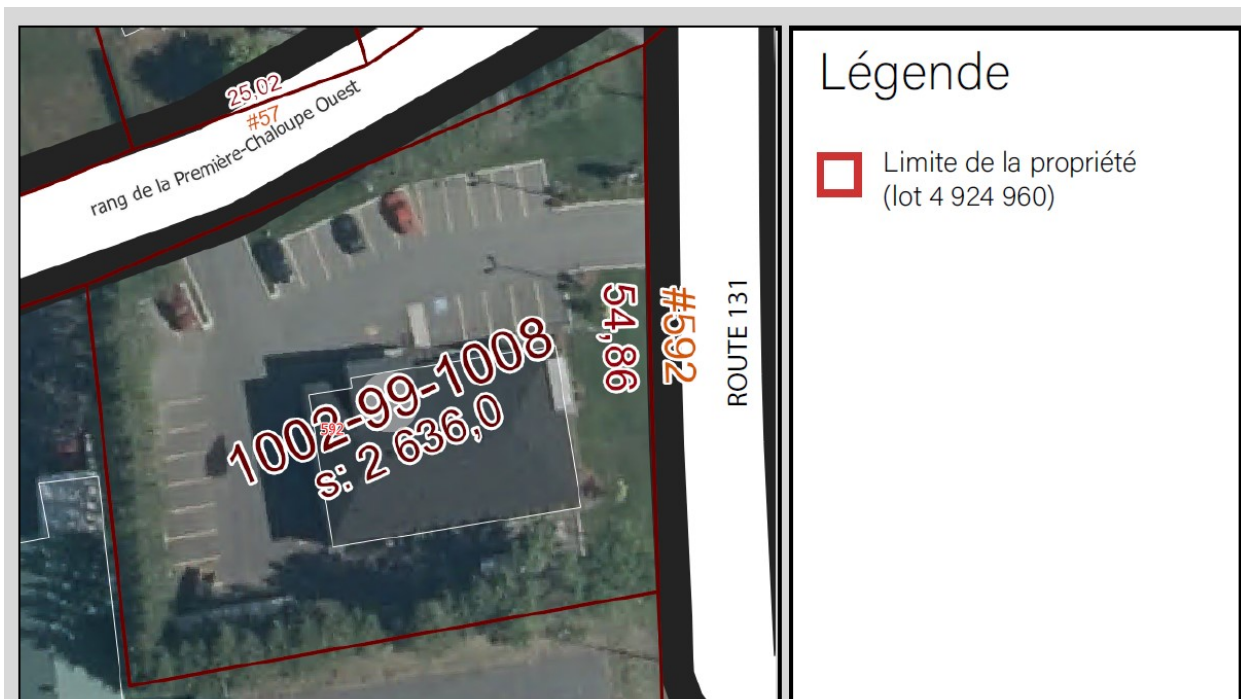 25,02
#57
rang de la Première-Chaloupe Ouest
1002-99-1008
592
s: 2 636,0
54,86
#592
ROUTE 131
Légende
Limite de la propriété
(lot 4 924 960)